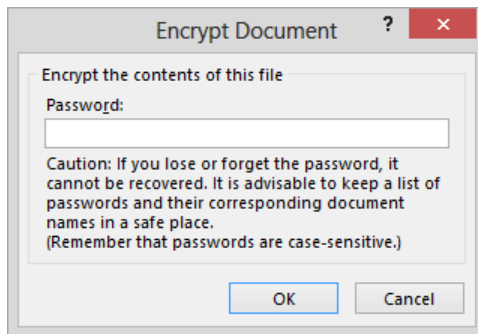 Encrypt Document ?
Encrypt the contents of this file
Password:
Caution: If you lose or forget the password, it
cannot be recovered. It is advisable to keep a list of
passwords and their corresponding document
names in a safe place.
(Remember that passwords are case-sensitive.)
OK Cancel